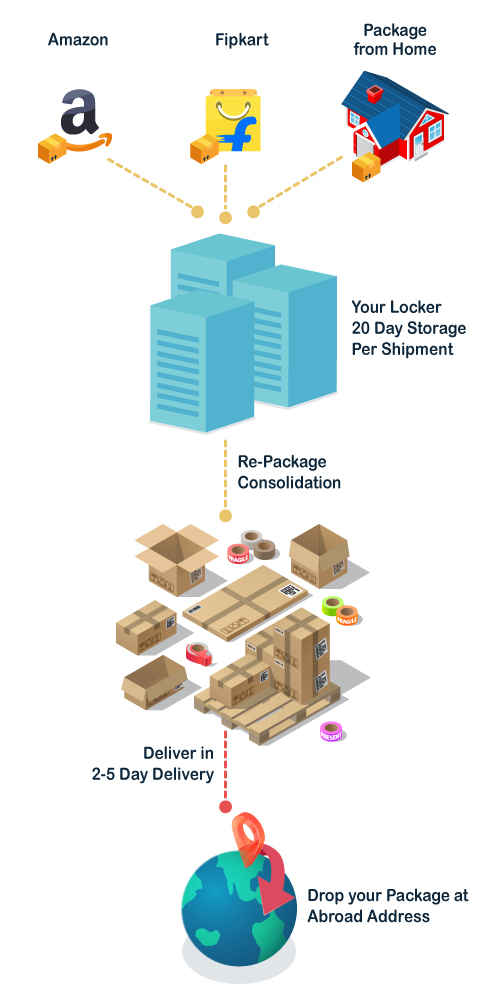 Amazon
Fipkart
Package
from Home
a
f
Your Locker
20 Day Storage
Per Shipment
Re-Package
Consolidation
FRAGILE
FRAGILE
Deliver in
2-5 Day Delivery
PRESENT
Drop your Package at
Abroad Address